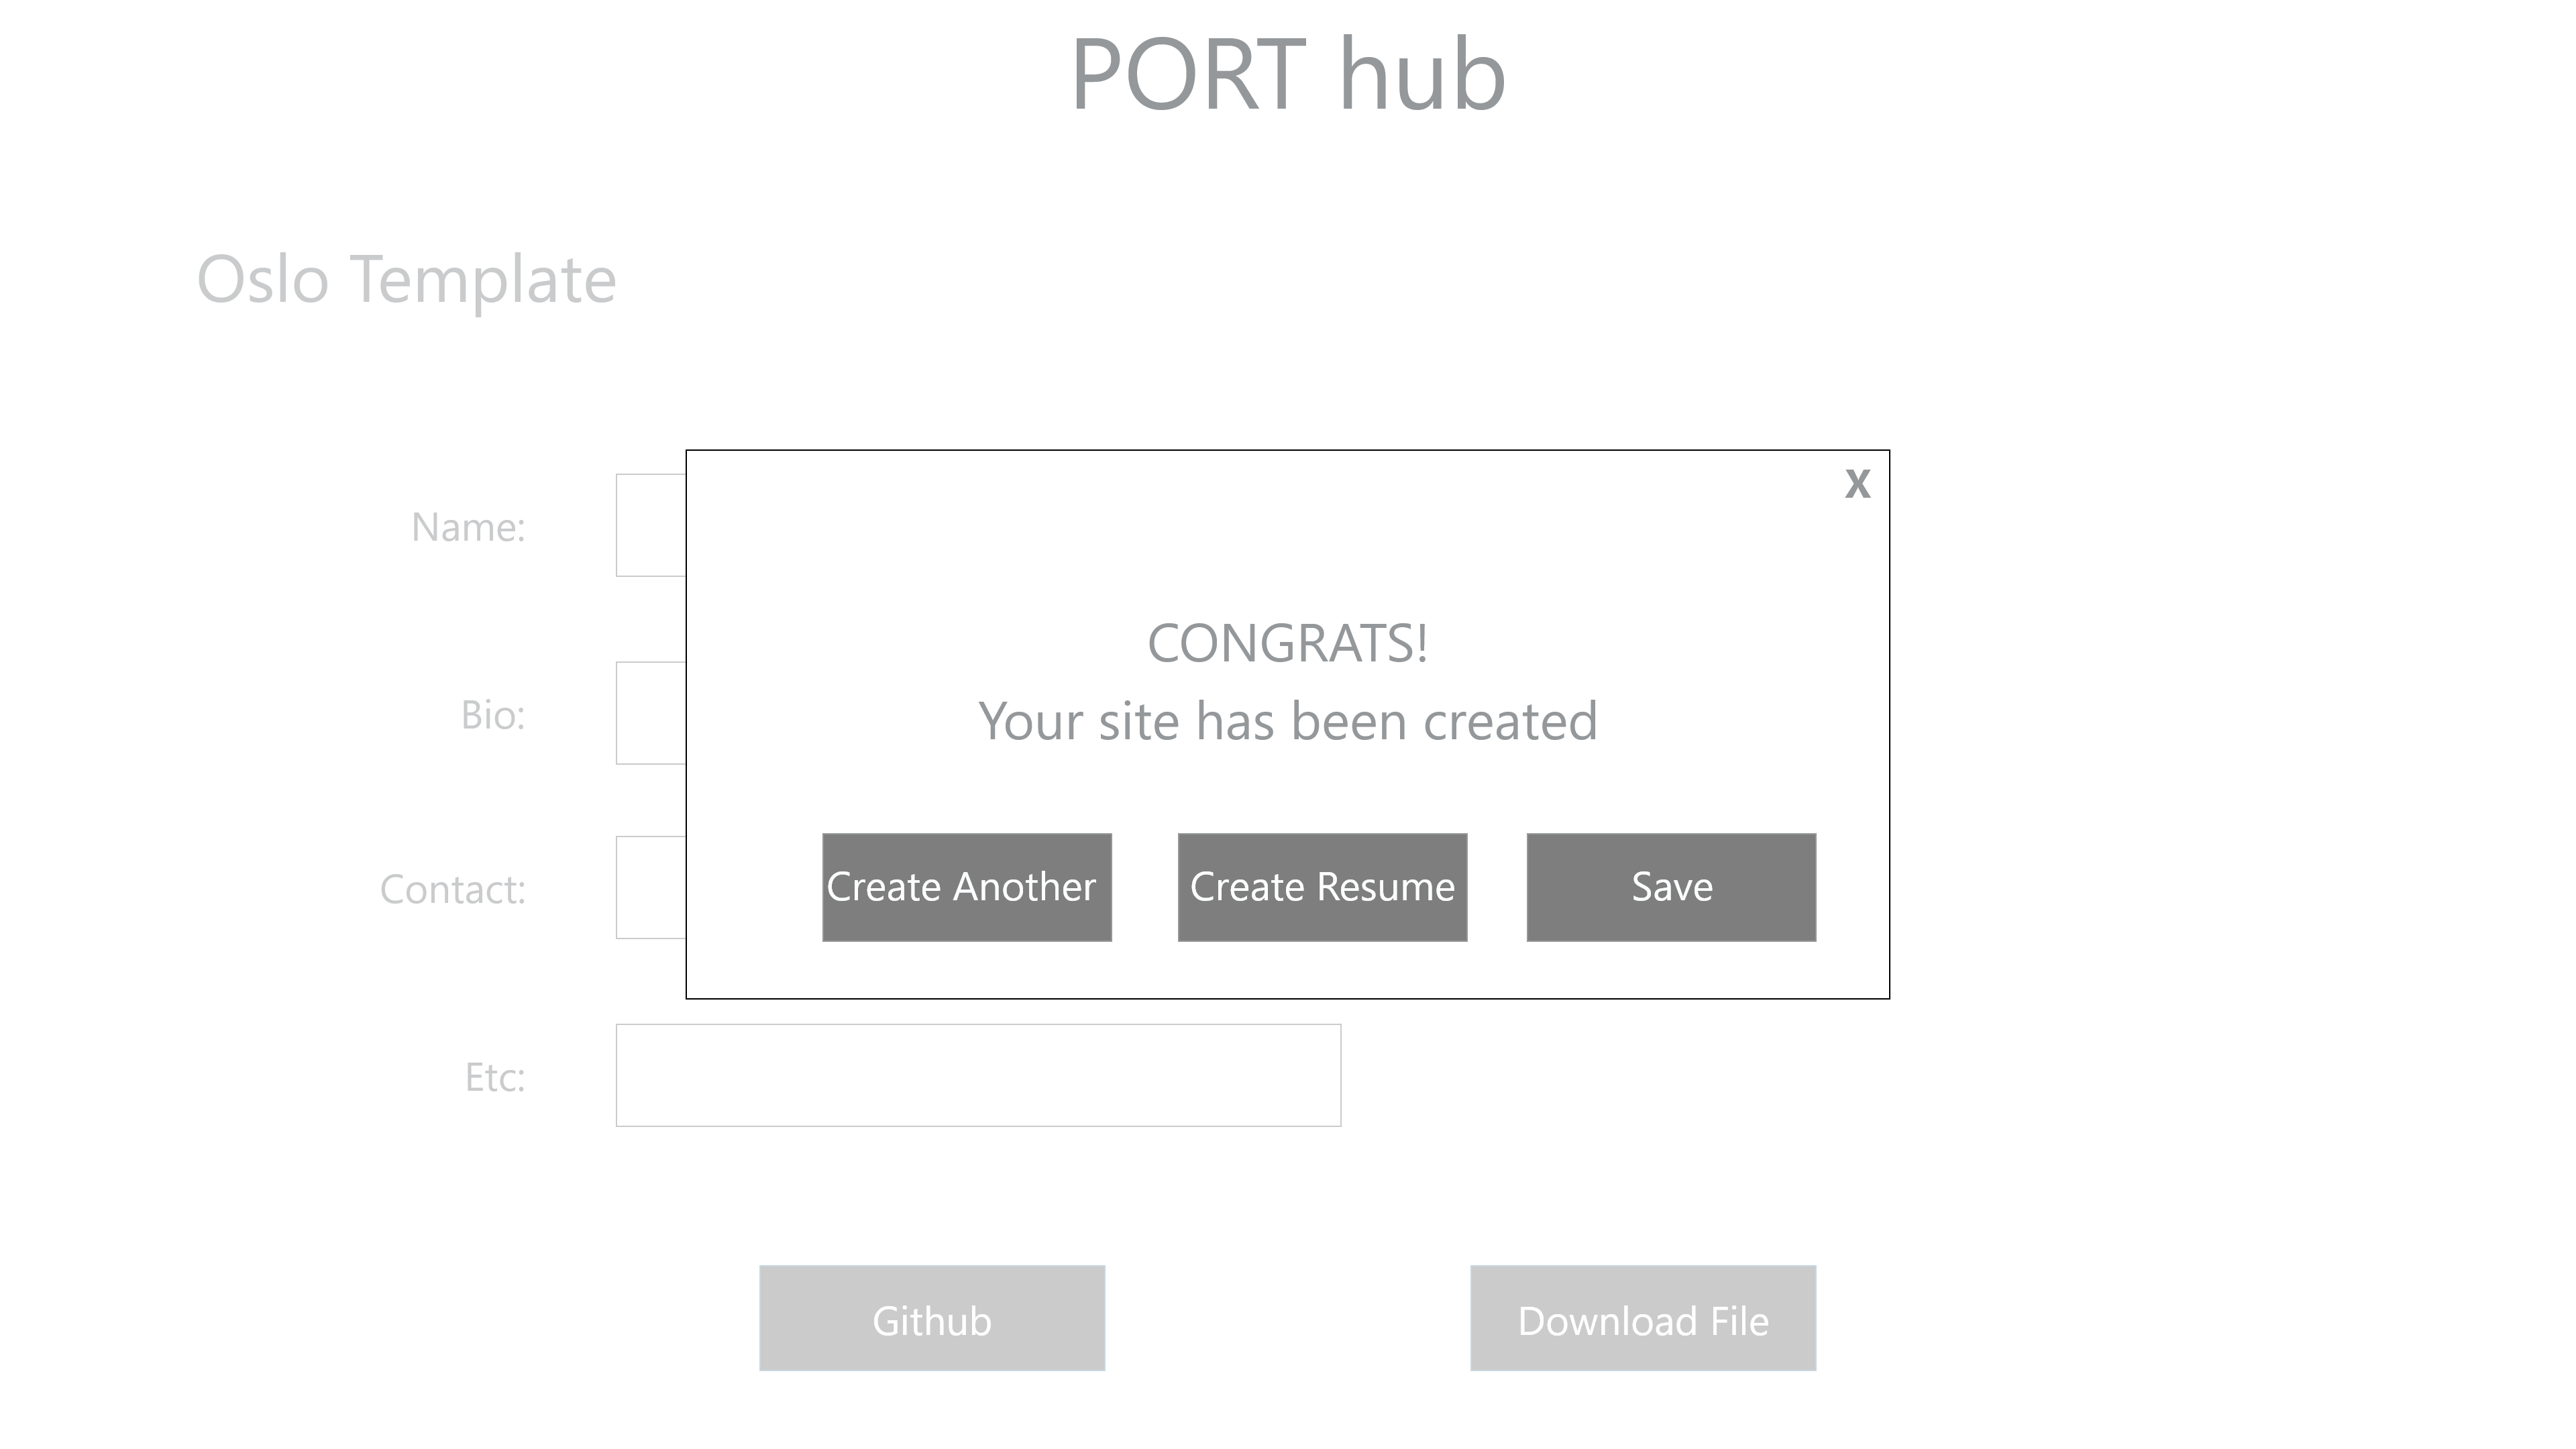 PORT hub
Oslo Template
X
Name:
CONGRATS!
Your site has been created
Bio:
Contact:
Create Another
Create Resume
Save
Etc:
Github
Download File